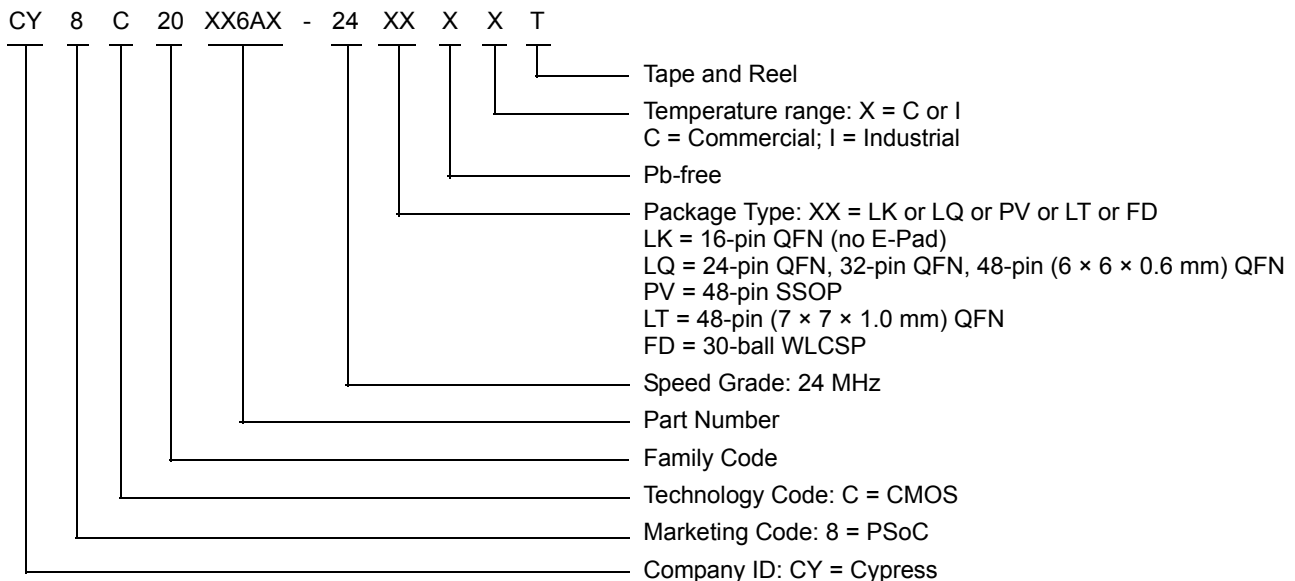 CY 8 C 20 XX6AX - 24 XX X X T
Tape and Reel
Temperature range: X = C or I
C = Commercial; I = Industrial
Pb-free
Package Type: XX = LK or LQ or PV or LT or FD
LK = 16-pin QFN (no E-Pad)
LQ = 24-pin QFN, 32-pin QFN, 48-pin (6 × 6 × 0.6 mm) QFN
PV = 48-pin SSOP
LT = 48-pin (7 × 7 × 1.0 mm) QFN
FD = 30-ball WLCSP
Speed Grade: 24 MHz
Part Number
Family Code
Technology Code: C = CMOS
Marketing Code: 8 = PSoC
Company ID: CY = Cypress